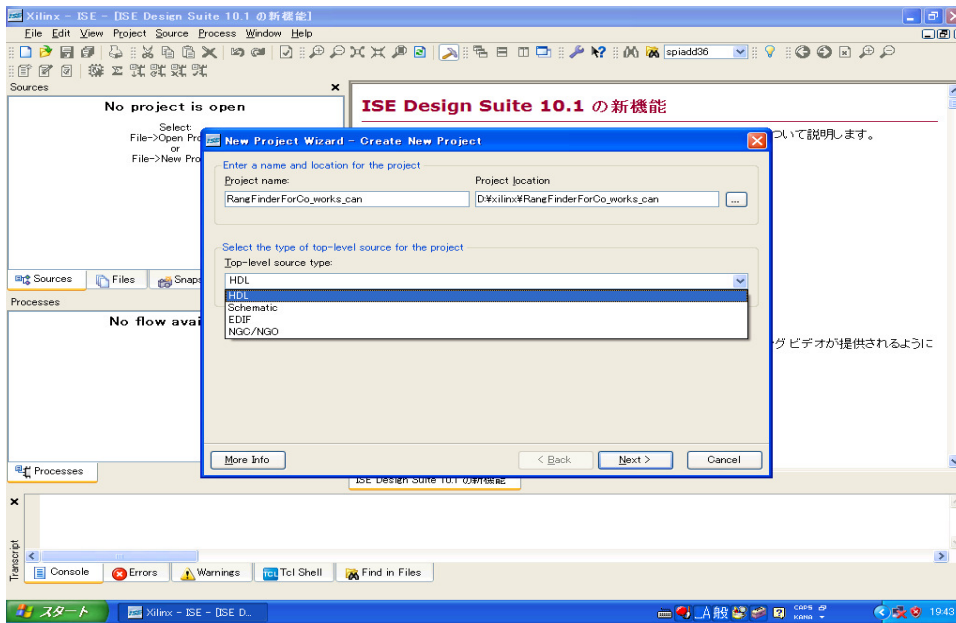 Xilinx - ISE - [ISE Design Suite 10.1 の新機能]
File Edit View Project Source Process Window Help
spiadd36
Sources
No project is open
Select:
File->Open Pro
or
File->New Pro
Sources Files Snaps
Processes
No flow avai
Processes
ISE Design Suite 10.1 の新機能
ついて説明します。
グ ビデオが提供されるように
New Project Wizard - Create New Project
Enter a name and location for the project
Project name: Project location
RangFinderForCo_works_can D:¥xilinx¥RangFinderForCo_works_can ...
Select the type of top-level source for the project
Top-level source type:
HDL
HDL
Schematic
EDIF
NGC/NGO
More Info < Back Next > Cancel
ISE Design Suite 10.1 の新機能
Transcript
Console Errors Warnings TCL Tcl Shell Find in Files
スタート Xilinx - ISE - [ISE D... A 般 CAPS KANA 19:43